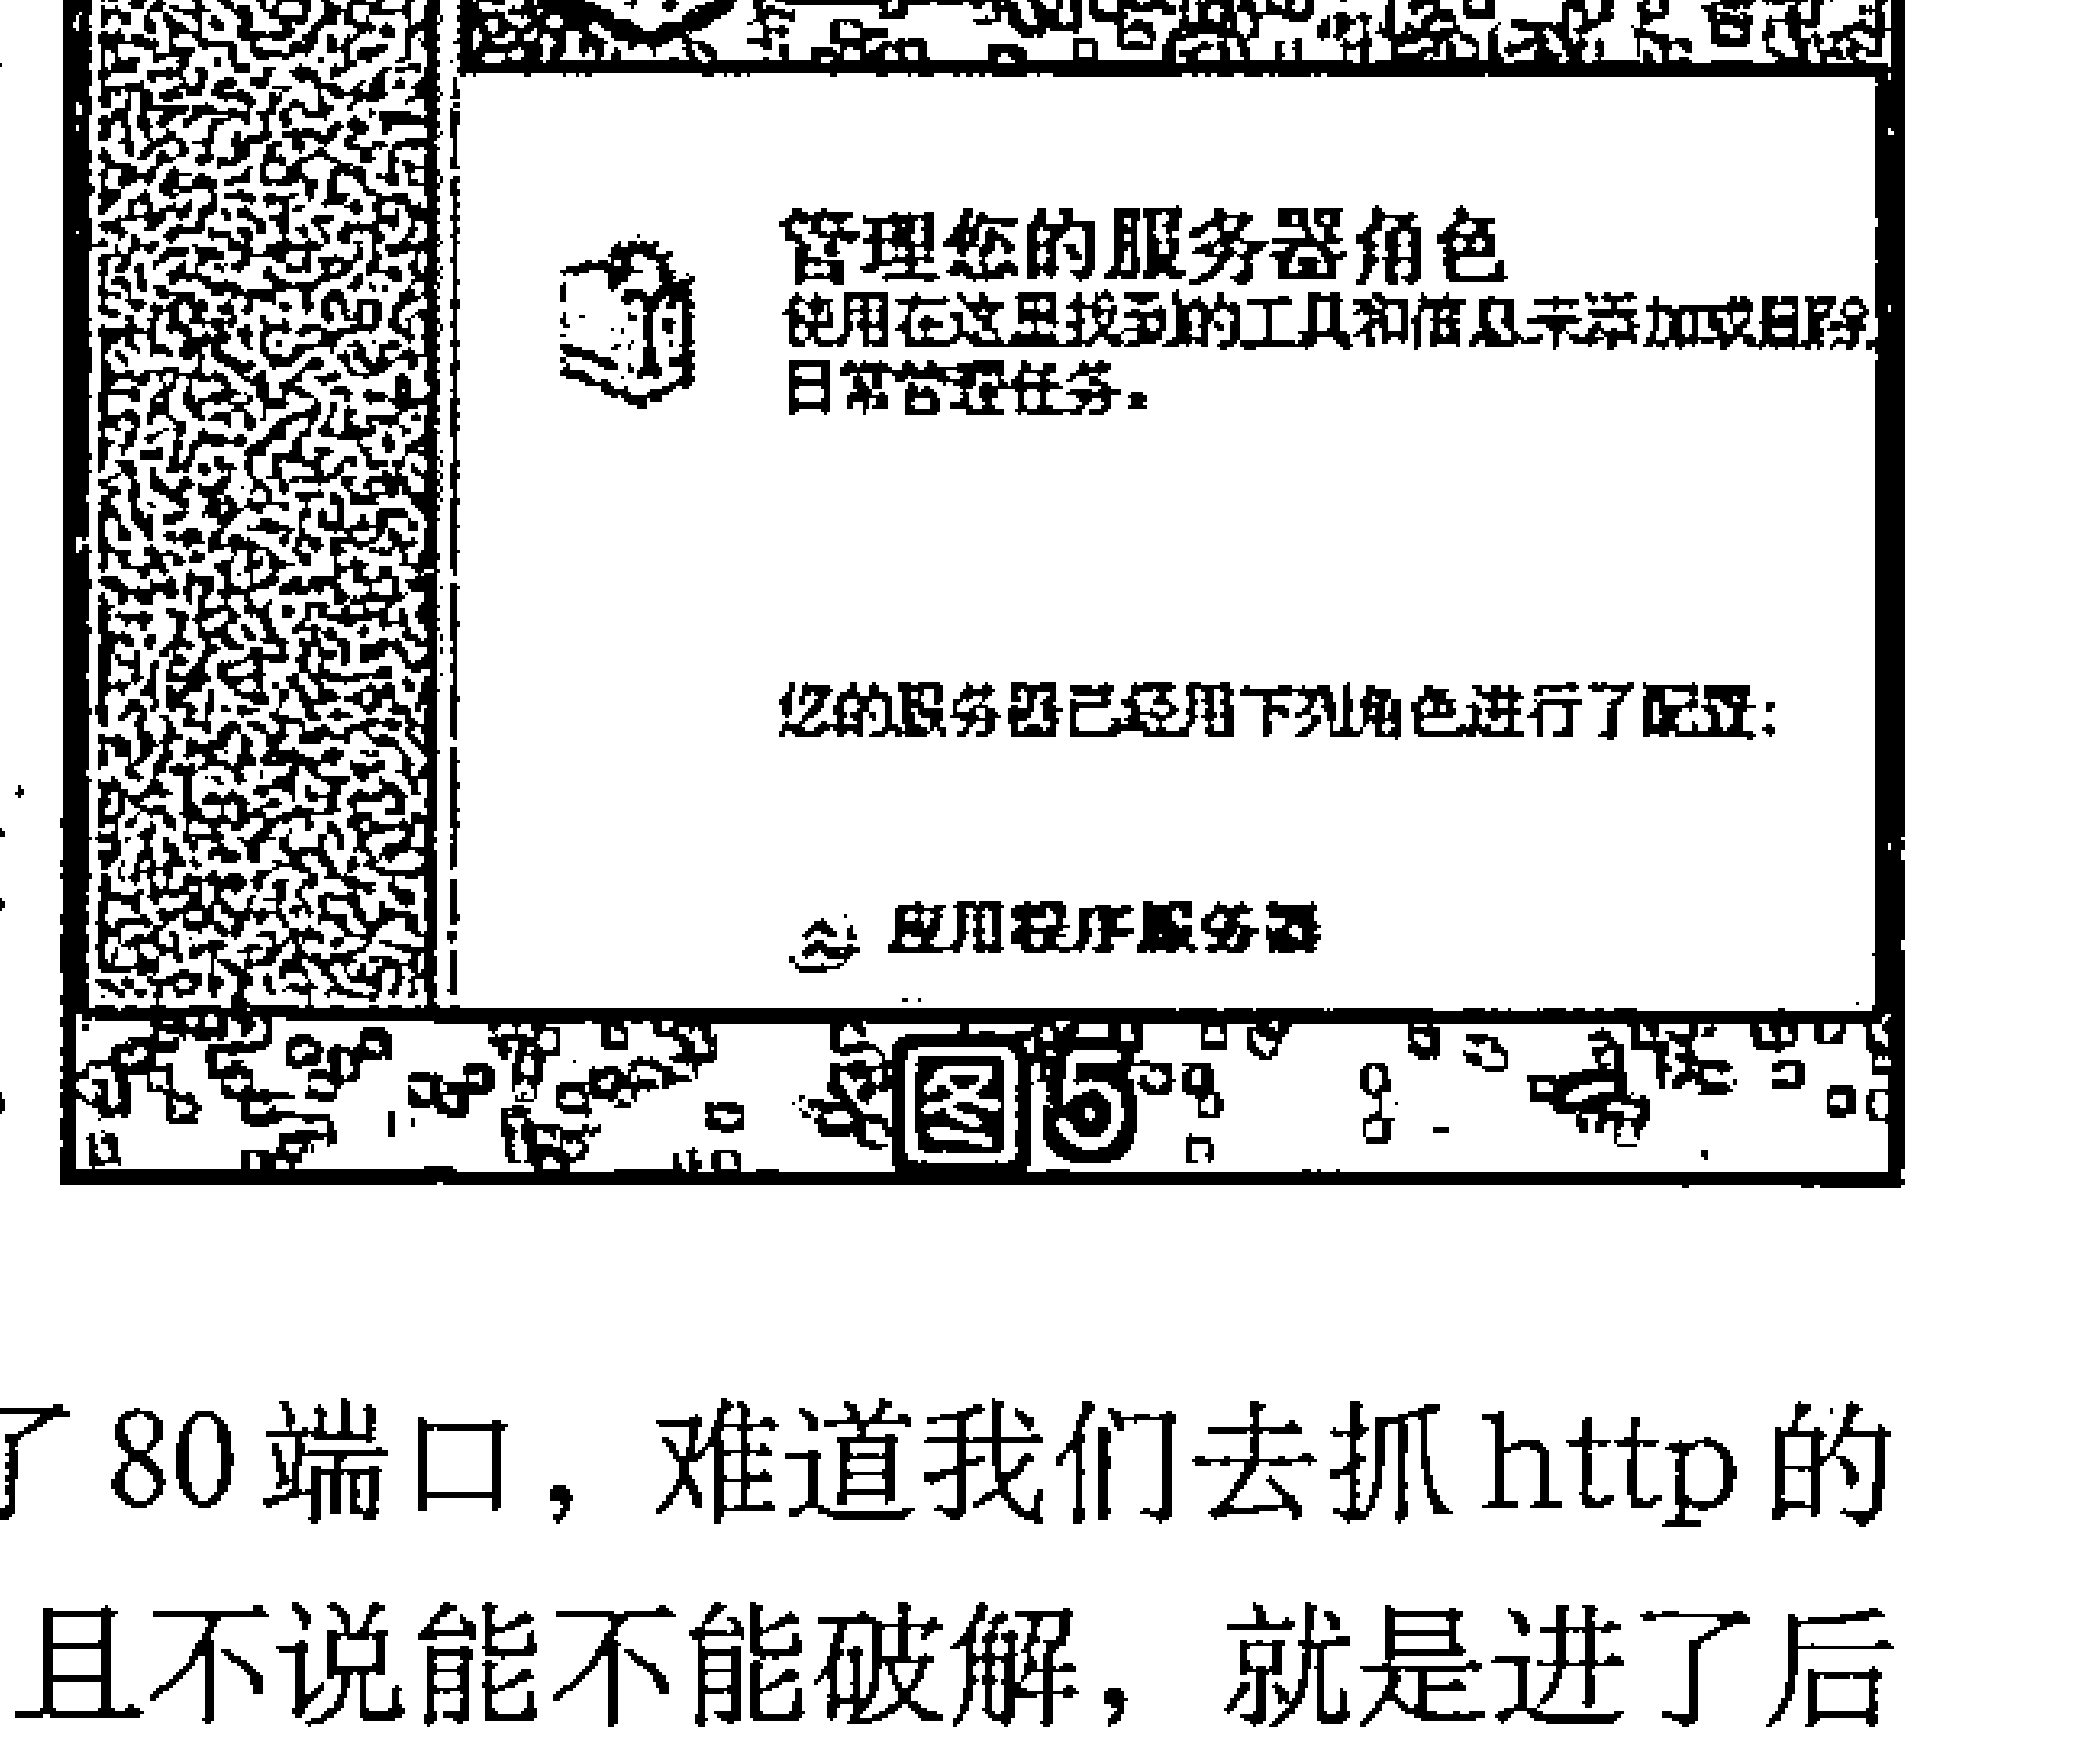 管理您的服务器角色
使用在这里找到的工具和信息来添加或删除
日常管理任务。
您的服务器已经用下列角色进行了配置:
应用程序服务器
了80端口，难道我们去抓http的
且不说能不能破解，就是进了后